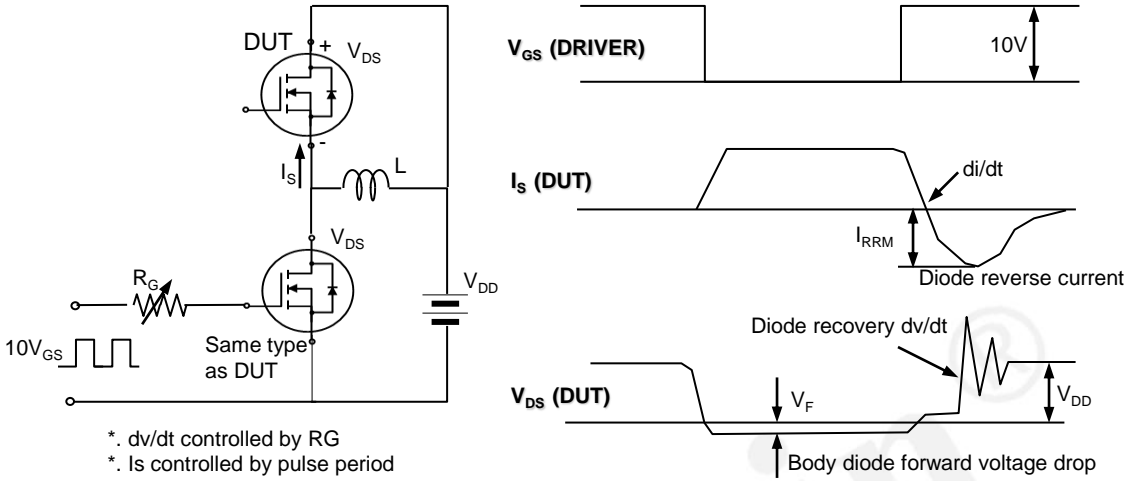 DUT
+
V_DS
-
I_S
L
V_DS
R_G
V_DD
10V_GS
Same type
as DUT
*. dv/dt controlled by RG
*. Is controlled by pulse period
V_GS (DRIVER)
10V
I_S (DUT)
di/dt
I_RRM
Diode reverse current
Diode recovery dv/dt
V_DS (DUT)
V_F
V_DD
Body diode forward voltage drop